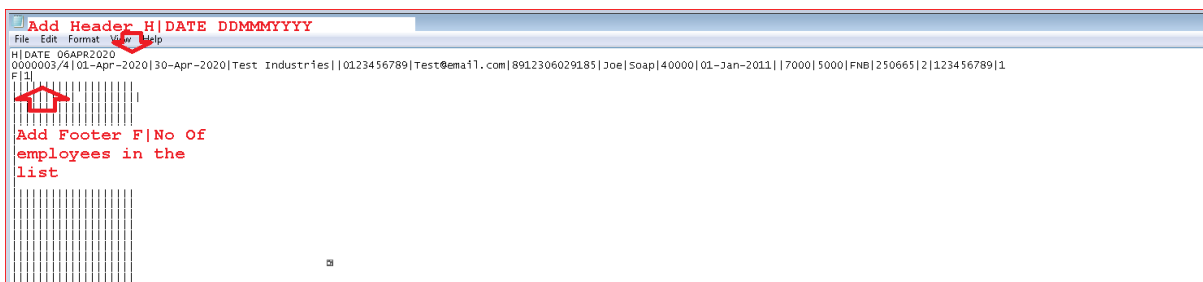 Add Header H|DATE DDMMMYYYY
File Edit Format View Help
H|DATE 06APR2020
0000003/4|01-Apr-2020|30-Apr-2020|Test Industries||0123456789|Test@email.com|8912306029185|Joe|Soap|40000|01-Jan-2011||7000|5000|FNB|250665|2|123456789|1
F|1|
||||||||||||||||||
Add Footer F|No Of
employees in the
list